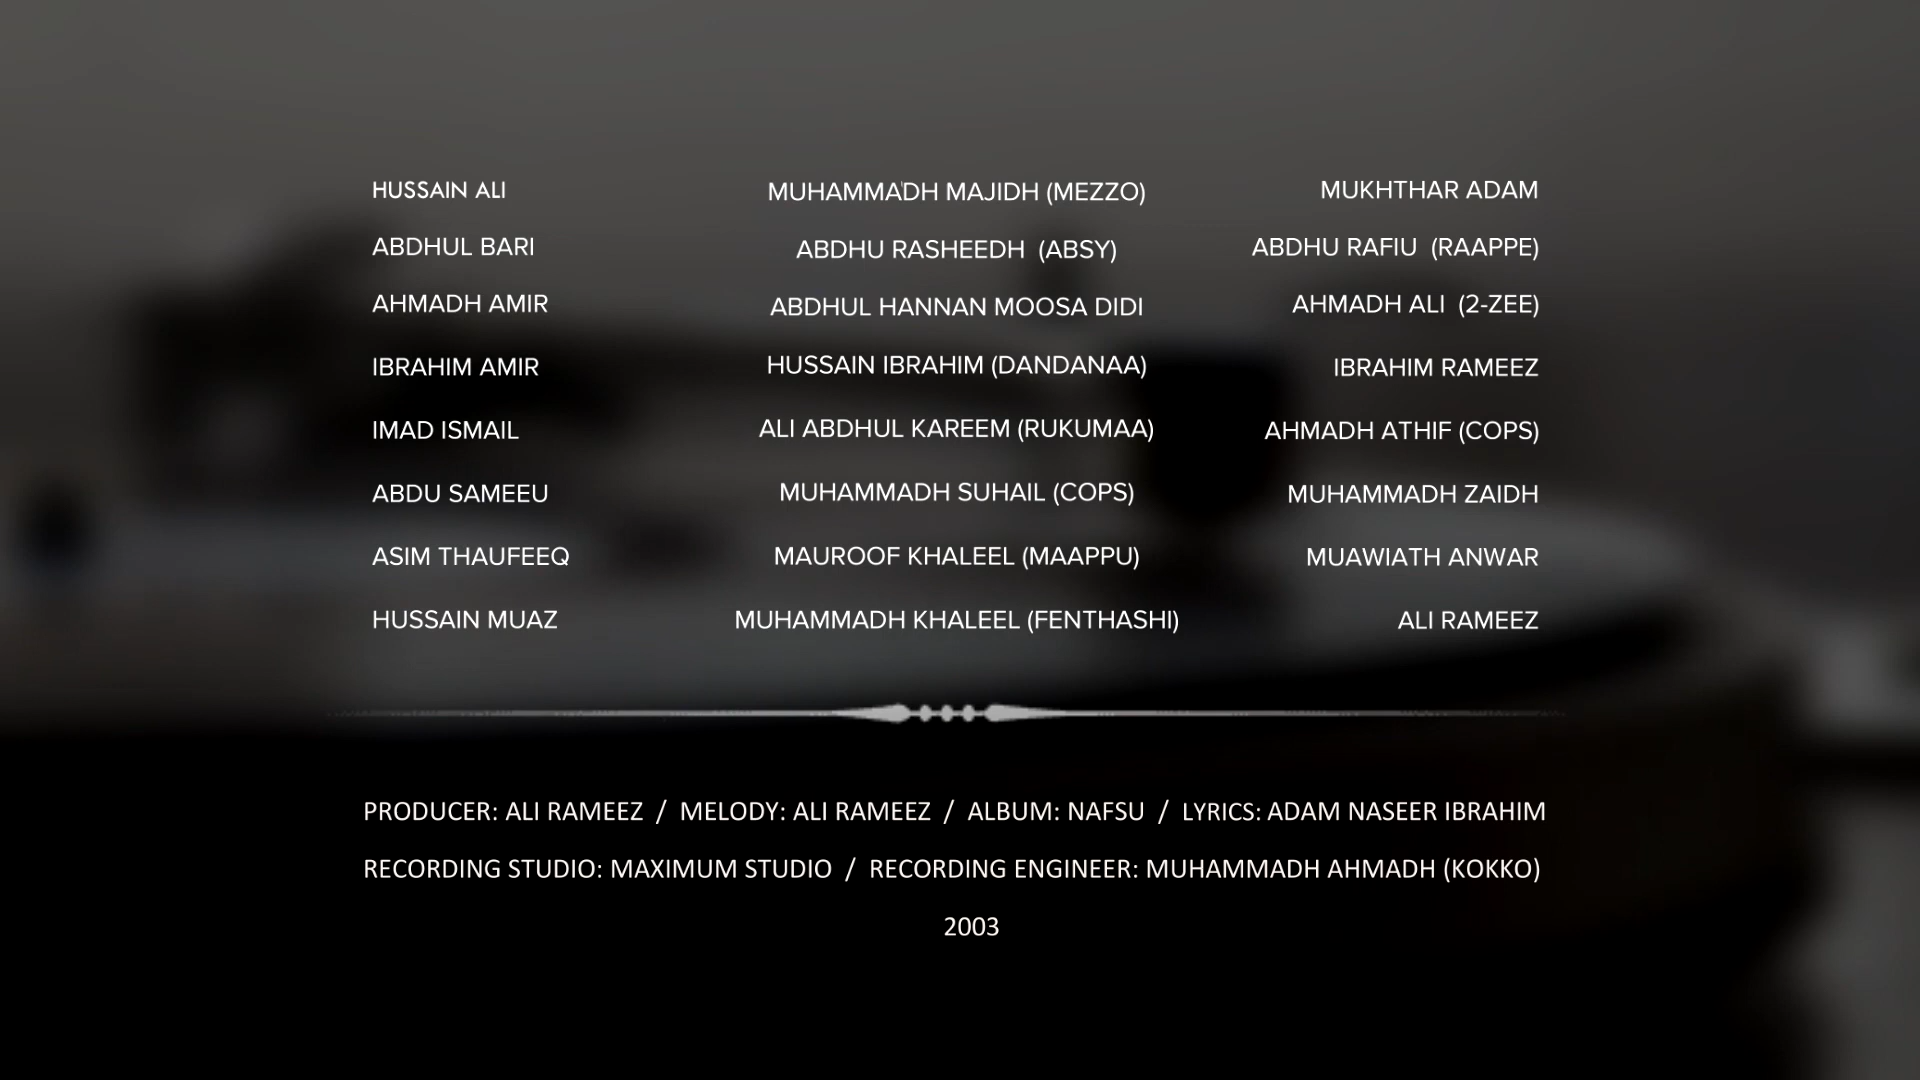 HUSSAIN ALI
ABDHUL BARI
AHMADH AMIR
IBRAHIM AMIR
IMAD ISMAIL
ABDU SAMEEU
ASIM THAUFEEQ
HUSSAIN MUAZ
MUHAMMADH MAJIDH (MEZZO)
ABDHU RASHEEDH (ABSY)
ABDHUL HANNAN MOOSA DIDI
HUSSAIN IBRAHIM (DANDANAA)
ALI ABDHUL KAREEM (RUKUMAA)
MUHAMMADH SUHAIL (COPS)
MAUROOF KHALEEL (MAAPPU)
MUHAMMADH KHALEEL (FENTHASHI)
MUKHTHAR ADAM
ABDHU RAFIU (RAAPPE)
AHMADH ALI (2-ZEE)
IBRAHIM RAMEEZ
AHMADH ATHIF (COPS)
MUHAMMADH ZAIDH
MUAWIATH ANWAR
ALI RAMEEZ
PRODUCER: ALI RAMEEZ / MELODY: ALI RAMEEZ / ALBUM: NAFSU / LYRICS: ADAM NASEER IBRAHIM
RECORDING STUDIO: MAXIMUM STUDIO / RECORDING ENGINEER: MUHAMMADH AHMADH (KOKKO)
2003